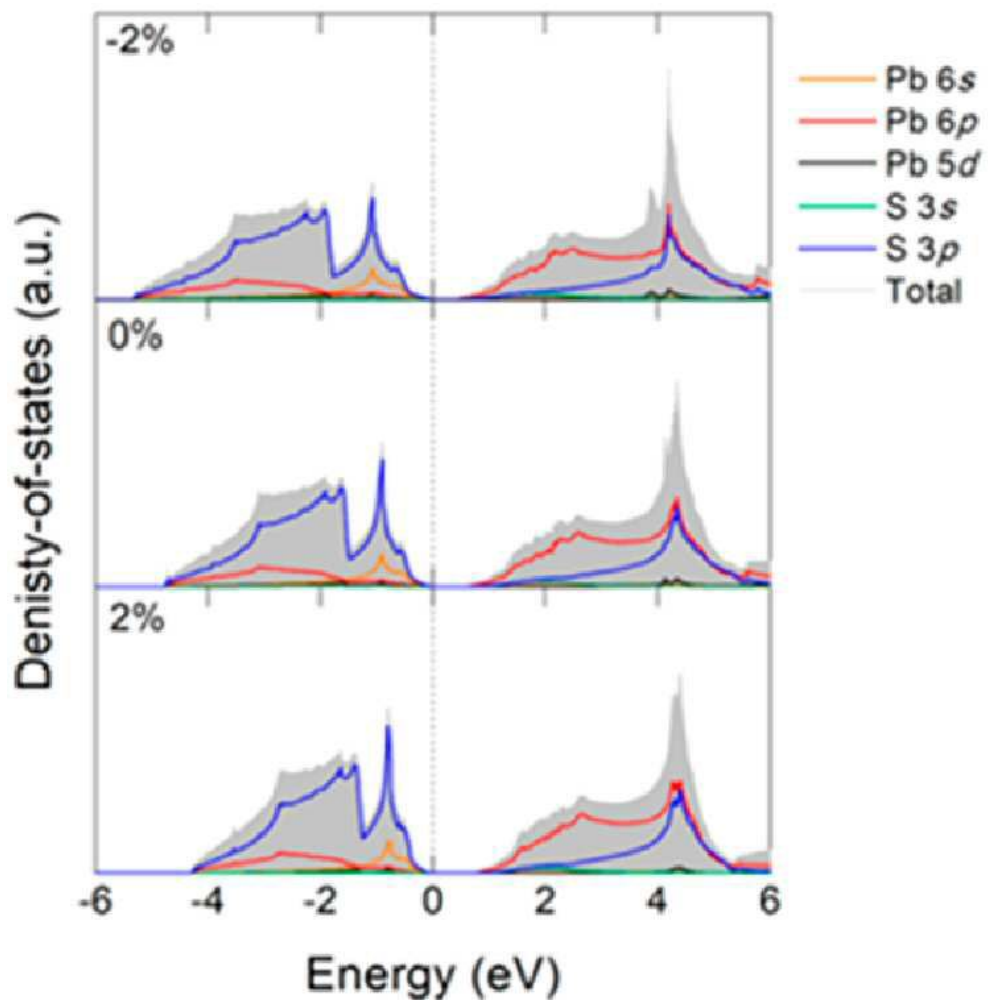 -2%
0%
2%
Pb 6s
Pb 6p
Pb 5d
S 3s
S 3p
Total
Denisty-of-states (a.u.)
-6 -4 -2 0 2 4 6
Energy (eV)